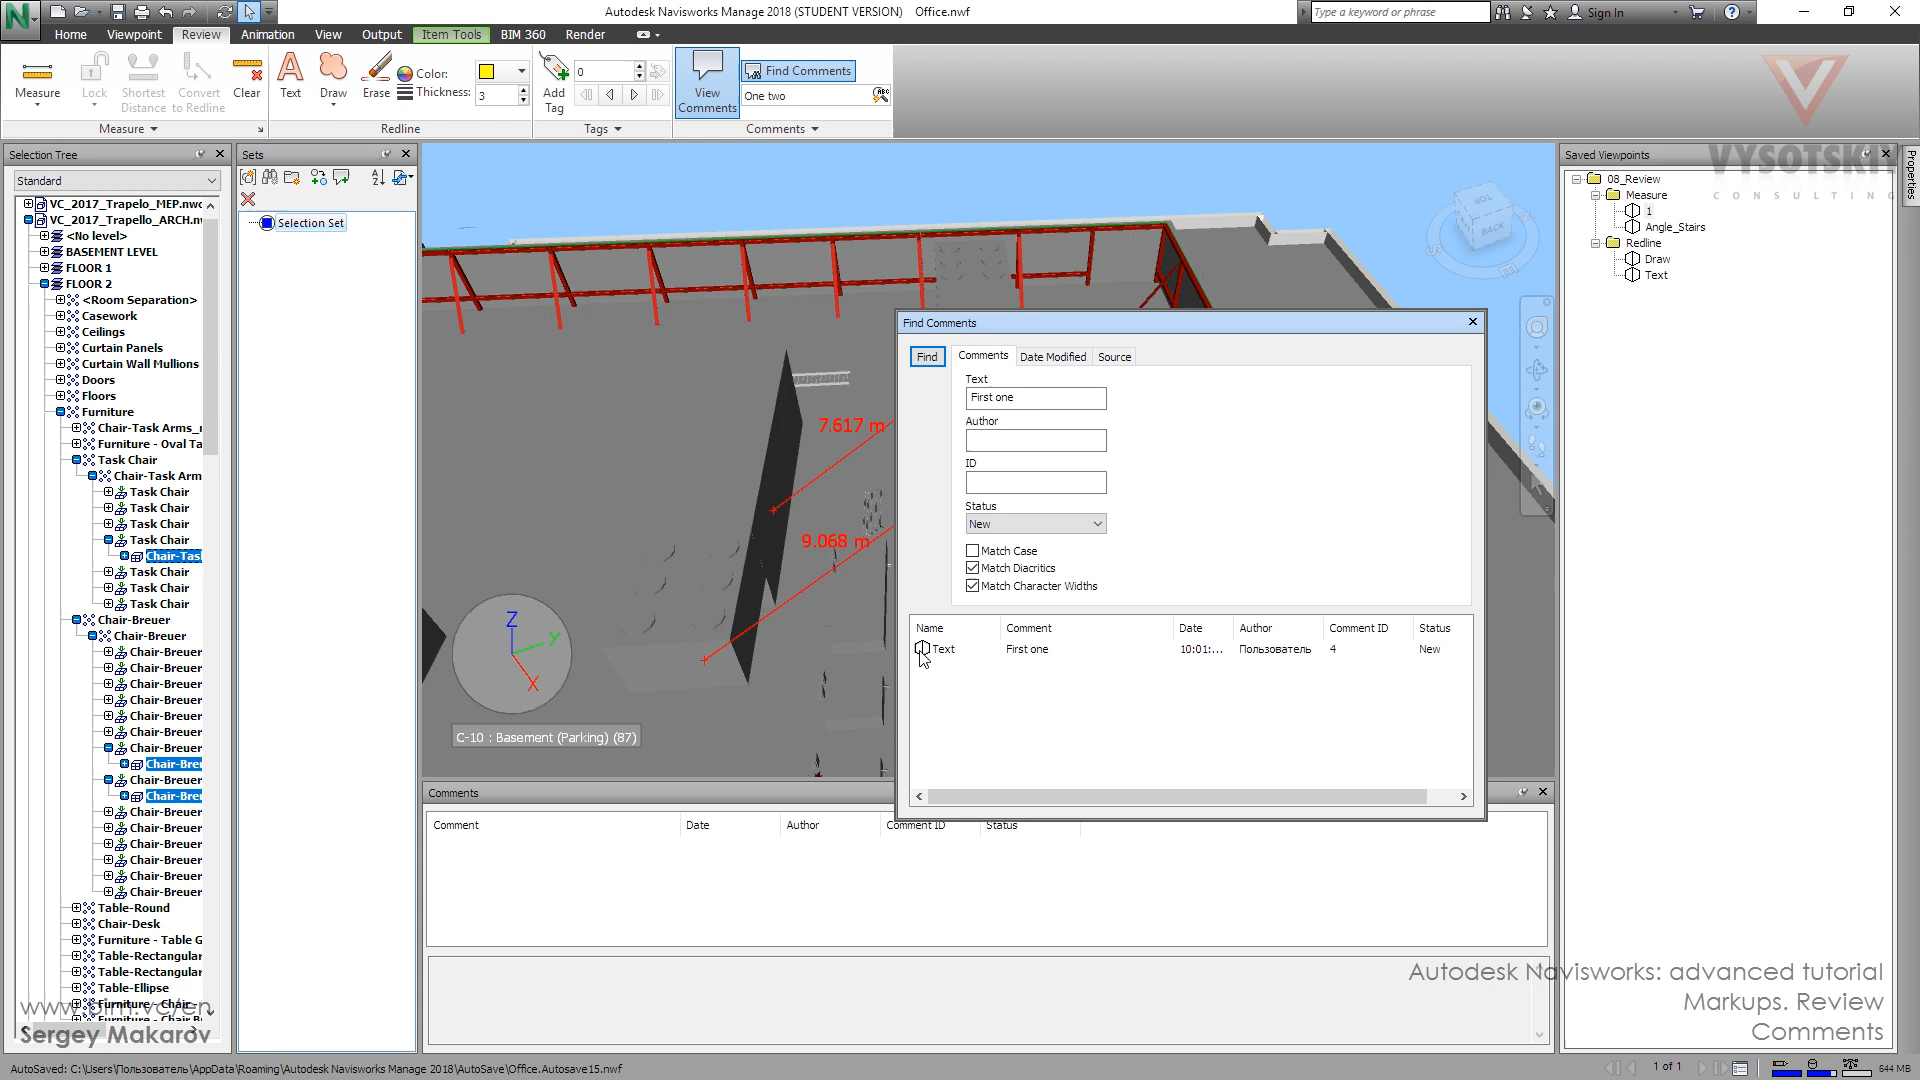 Autodesk Navisworks Manage 2018 (STUDENT VERSION) Office.nwf
Type a keyword or phrase
Sign In
Home Viewpoint Review Animation View Output Item Tools BIM 360 Render
Measure
Lock
Shortest Distance
Convert to Redline
Clear
Text
Draw
Erase
Color:
Thickness: 3
Add Tag
0
View Comments
Find Comments
One two
Measure
Redline
Tags
Comments
Selection Tree
Standard
VC_2017_Trapelo_MEP.nwc
VC_2017_Trapello_ARCH.n
<No level>
BASEMENT LEVEL
FLOOR 1
FLOOR 2
<Room Separation>
Casework
Ceilings
Curtain Panels
Curtain Wall Mullions
Doors
Floors
Furniture
Chair-Task Arms_
Furniture - Oval Ta
Task Chair
Chair-Task Arm
Task Chair
Task Chair
Task Chair
Task Chair
Chair-Tas
Task Chair
Task Chair
Task Chair
Chair-Breuer
Chair-Breuer
Chair-Breuer
Chair-Breuer
Chair-Breuer
Chair-Breuer
Chair-Breuer
Chair-Breuer
Chair-Breuer
Chair-Bre
Chair-Breuer
Chair-Bre
Chair-Breuer
Chair-Breuer
Chair-Breuer
Chair-Breuer
Chair-Breuer
Chair-Breuer
Table-Round
Chair-Desk
Furniture - Table G
Table-Rectangular
Table-Rectangular
Table-Ellipse
Furniture - Chair -
www.bim.vc/en
Sergey Makarov
Sets
Selection Set
TOP
BACK
7.617 m
9.068 m
Z
Y
X
C-10 : Basement (Parking) (87)
Find Comments
Find
Comments Date Modified Source
Text
First one
Author
ID
Status
New
Match Case
Match Diacritics
Match Character Widths
Name Comment Date Author Comment ID Status
Text First one 10:01:... Пользователь 4 New
Comments
Comment Date Author Comment ID Status
Saved Viewpoints
08_Review
Measure
1
Angle_Stairs
Redline
Draw
Text
Properties
VYSOTSKIY
CONSULTING
Autodesk Navisworks: advanced tutorial
Markups. Review
Comments
AutoSaved: C:\Users\Пользователь\AppData\Roaming\Autodesk Navisworks Manage 2018\AutoSave\Office.Autosave15.nwf
1 of 1
644 MB